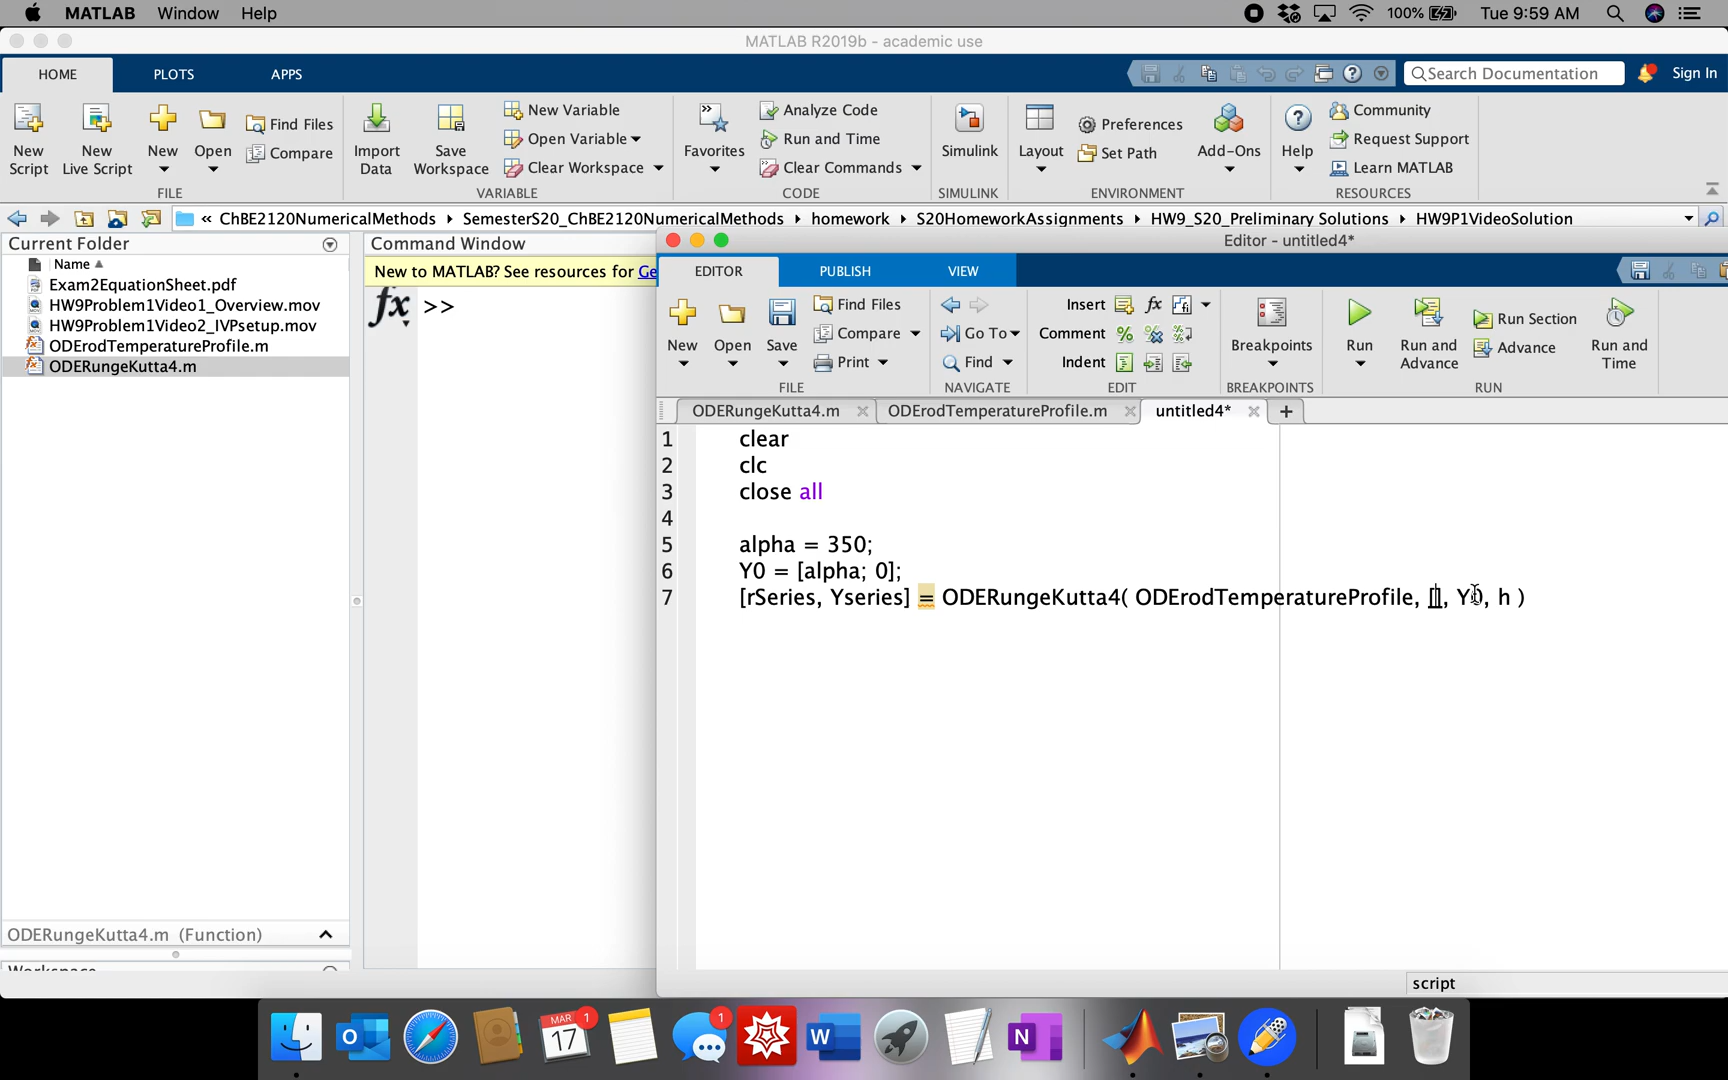 MATLAB Window Help 100% Tue 9:59 AM
MATLAB R2019b - academic use
HOME PLOTS APPS Search Documentation Sign In
New Script
New Live Script
New
Open
Find Files
Compare
FILE
Import Data
Save Workspace
New Variable
Open Variable
Clear Workspace
VARIABLE
Favorites
Analyze Code
Run and Time
Clear Commands
CODE
Simulink
SIMULINK
Layout
Preferences
Set Path
Add-Ons
ENVIRONMENT
Help
Community
Request Support
Learn MATLAB
RESOURCES
« ChBE2120NumericalMethods › SemesterS20_ChBE2120NumericalMethods › homework › S20HomeworkAssignments › HW9_S20_Preliminary Solutions › HW9P1VideoSolution
Current Folder
Name
Exam2EquationSheet.pdf
HW9Problem1Video1_Overview.mov
HW9Problem1Video2_IVPsetup.mov
ODErodTemperatureProfile.m
ODERungeKutta4.m
ODERungeKutta4.m (Function)
Command Window
New to MATLAB? See resources for Ge
fx >>
Editor - untitled4*
EDITOR PUBLISH VIEW
New
Open
Save
Find Files
Compare
Print
FILE
Go To
Find
NAVIGATE
Insert fx
Comment
Indent
EDIT
Breakpoints
BREAKPOINTS
Run
Run and Advance
Run Section
Advance
Run and Time
RUN
ODERungeKutta4.m ODErodTemperatureProfile.m untitled4* +
1 clear
2 clc
3 close all
4
5 alpha = 350;
6 Y0 = [alpha; 0];
7 [rSeries, Yseries] = ODERungeKutta4( ODErodTemperatureProfile, [], Y0, h )
script
MAR 17
1
1
W
N